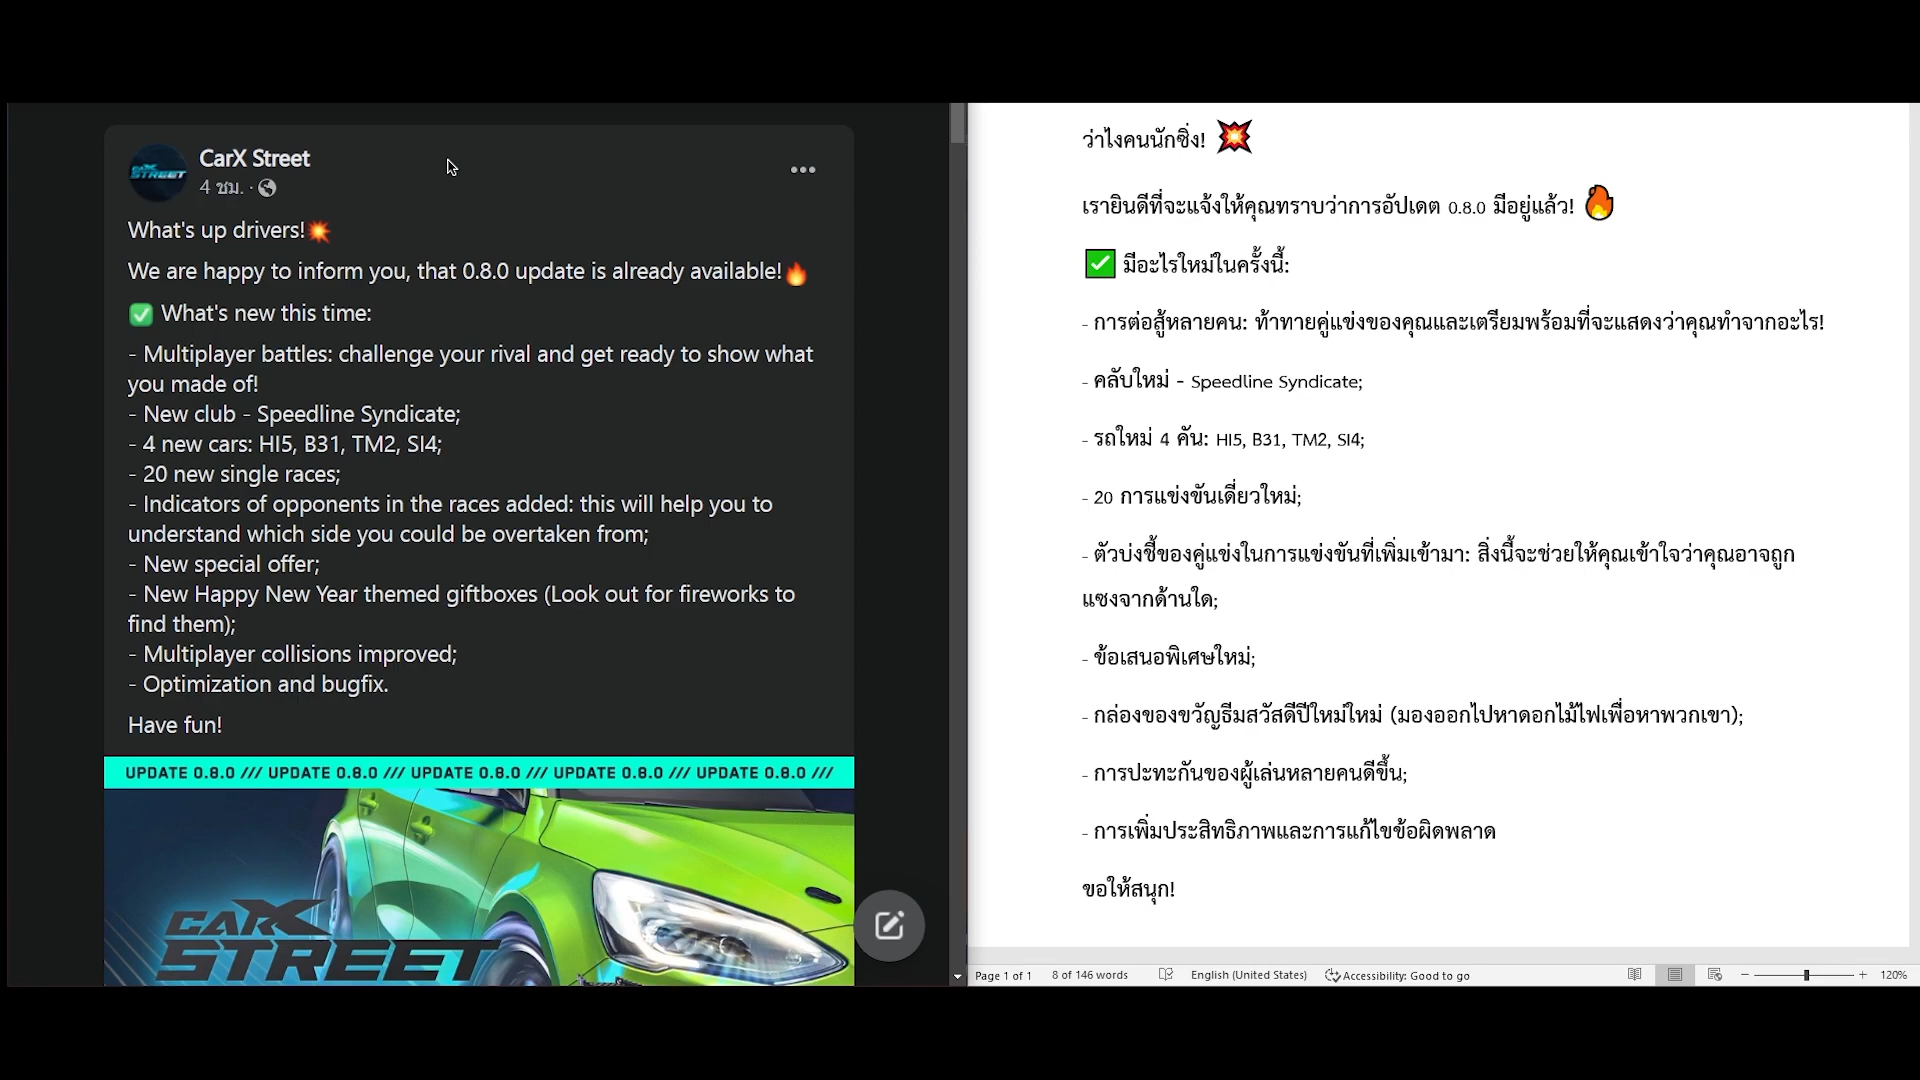 CarX Street
4 ชม. ·
What's up drivers!💥
We are happy to inform you, that 0.8.0 update is already available!🔥
✅ What's new this time:
- Multiplayer battles: challenge your rival and get ready to show what
you made of!
- New club - Speedline Syndicate;
- 4 new cars: HI5, B31, TM2, SI4;
- 20 new single races;
- Indicators of opponents in the races added: this will help you to
understand which side you could be overtaken from;
- New special offer;
- New Happy New Year themed giftboxes (Look out for fireworks to
find them);
- Multiplayer collisions improved;
- Optimization and bugfix.
Have fun!
UPDATE 0.8.0 /// UPDATE 0.8.0 /// UPDATE 0.8.0 /// UPDATE 0.8.0 /// UPDATE 0.8.0 ///
CARX
STREET
ว่าไงคนนักซิ่ง! 💥
เรายินดีที่จะแจ้งให้คุณทราบว่าการอัปเดต 0.8.0 มีอยู่แล้ว! 🔥
✅ มีอะไรใหม่ในครั้งนี้:
- การต่อสู้หลายคน: ท้าทายคู่แข่งของคุณและเตรียมพร้อมที่จะแสดงว่าคุณทำจากอะไร!
- คลับใหม่ - Speedline Syndicate;
- รถใหม่ 4 คัน: HI5, B31, TM2, SI4;
- 20 การแข่งขันเดี่ยวใหม่;
- ตัวบ่งชี้ของคู่แข่งในการแข่งขันที่เพิ่มเข้ามา: สิ่งนี้จะช่วยให้คุณเข้าใจว่าคุณอาจถูก
แซงจากด้านใด;
- ข้อเสนอพิเศษใหม่;
- กล่องของขวัญธีมสวัสดีปีใหม่ใหม่ (มองออกไปหาดอกไม้ไฟเพื่อหาพวกเขา);
- การปะทะกันของผู้เล่นหลายคนดีขึ้น;
- การเพิ่มประสิทธิภาพและการแก้ไขข้อผิดพลาด
ขอให้สนุก!
Page 1 of 1 8 of 146 words English (United States) Accessibility: Good to go 120%